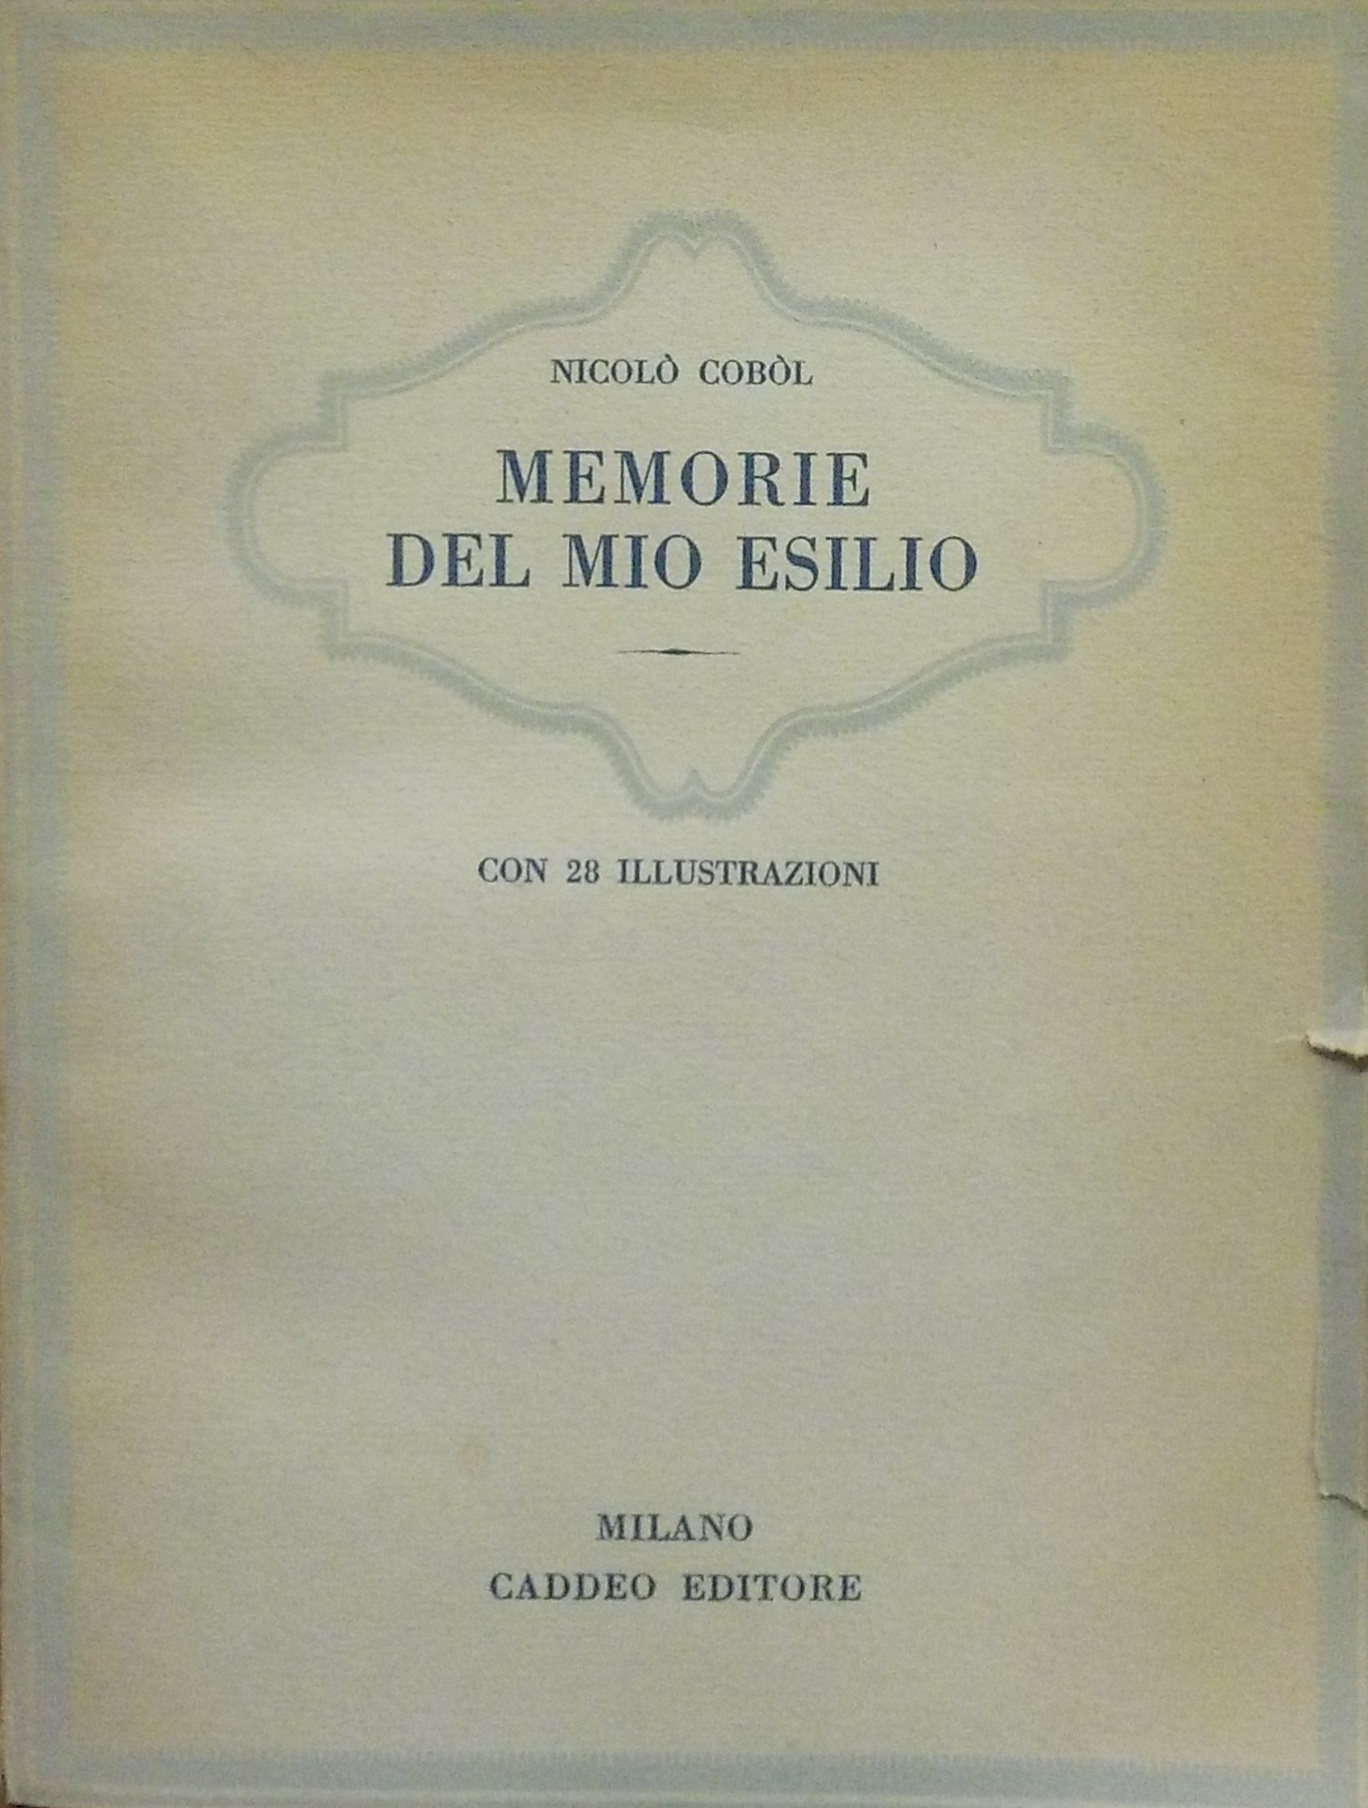 NICOLÒ COBÒL
MEMORIE
DEL MIO ESILIO
CON 28 ILLUSTRAZIONI
MILANO
CADDEO EDITORE